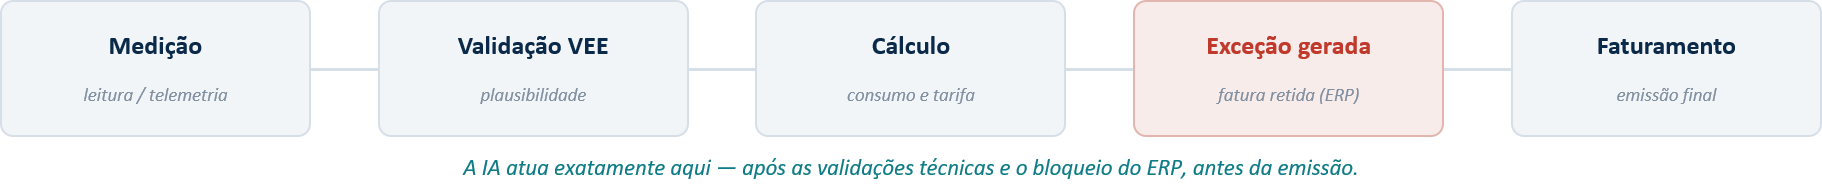 Medição
leitura / telemetria
Validação VEE
plausibilidade
Cálculo
consumo e tarifa
Exceção gerada
fatura retida (ERP)
Faturamento
emissão final
A IA atua exatamente aqui — após as validações técnicas e o bloqueio do ERP, antes da emissão.